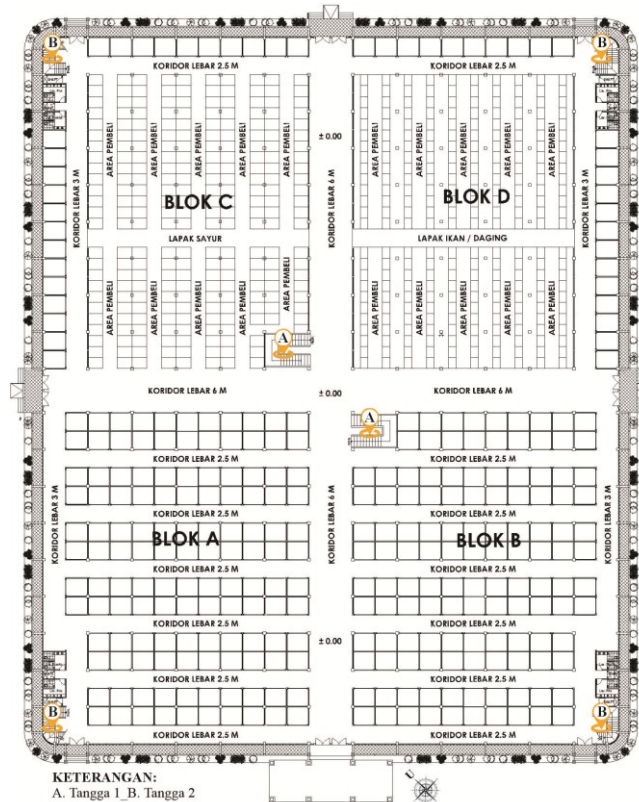 B
B
KORIDOR LEBAR 2.5 M
KORIDOR LEBAR 2.5 M
AREA PEMBELI
AREA PEMBELI
AREA PEMBELI
AREA PEMBELI
AREA PEMBELI
± 0.00
AREA PEMBELI
AREA PEMBELI
AREA PEMBELI
AREA PEMBELI
AREA PEMBELI
KORIDOR LEBAR 3 M
BLOK C
KORIDOR LEBAR 6 M
BLOK D
KORIDOR LEBAR 3 M
LAPAK SAYUR
LAPAK IKAN / DAGING
AREA PEMBELI
AREA PEMBELI
AREA PEMBELI
AREA PEMBELI
AREA PEMBELI
AREA PEMBELI
AREA PEMBELI
AREA PEMBELI
AREA PEMBELI
A
KORIDOR LEBAR 6 M
± 0.00
KORIDOR LEBAR 6 M
A
KORIDOR LEBAR 2.5 M
KORIDOR LEBAR 2.5 M
KORIDOR LEBAR 3 M
KORIDOR LEBAR 6 M
KORIDOR LEBAR 3 M
KORIDOR LEBAR 2.5 M
KORIDOR LEBAR 2.5 M
BLOK A
BLOK B
KORIDOR LEBAR 2.5 M
KORIDOR LEBAR 2.5 M
KORIDOR LEBAR 2.5 M
KORIDOR LEBAR 2.5 M
± 0.00
KORIDOR LEBAR 2.5 M
KORIDOR LEBAR 2.5 M
B
B
KORIDOR LEBAR 2.5 M
KORIDOR LEBAR 2.5 M
KETERANGAN:
A. Tangga 1_B. Tangga 2
U